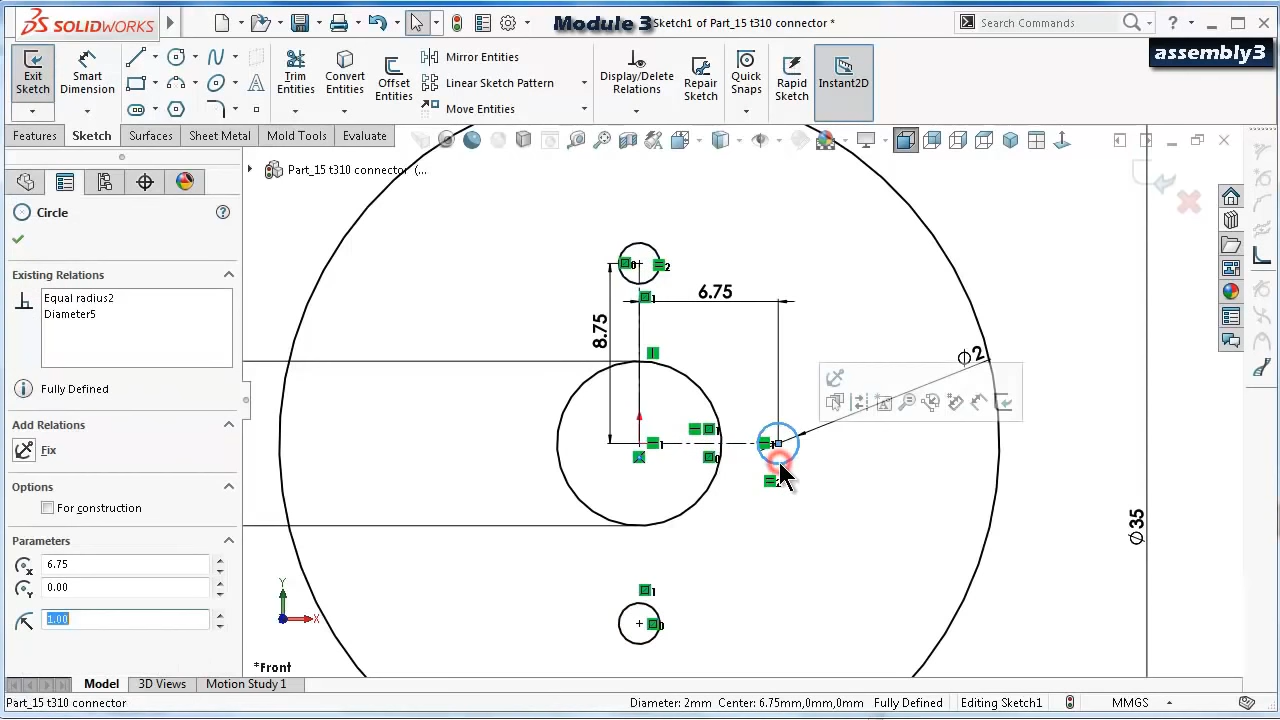 SOLIDWORKS
Module 3
Sketch1 of Part_15 t310 connector *
Search Commands
assembly3
Exit Sketch
Smart Dimension
Trim Entities
Convert Entities
Offset Entities
Mirror Entities
Linear Sketch Pattern
Move Entities
Display/Delete Relations
Repair Sketch
Quick Snaps
Rapid Sketch
Instant2D
Features
Sketch
Surfaces
Sheet Metal
Mold Tools
Evaluate
Part_15 t310 connector (...
Circle
Existing Relations
Equal radius2
Diameter5
Fully Defined
Add Relations
Fix
Options
For construction
Parameters
6.75
0.00
1.00
6.75
8.75
∅2
∅35
Y
X
*Front
Model
3D Views
Motion Study 1
Part_15 t310 connector
Diameter: 2mm Center: 6.75mm,0mm,0mm
Fully Defined
Editing Sketch1
MMGS